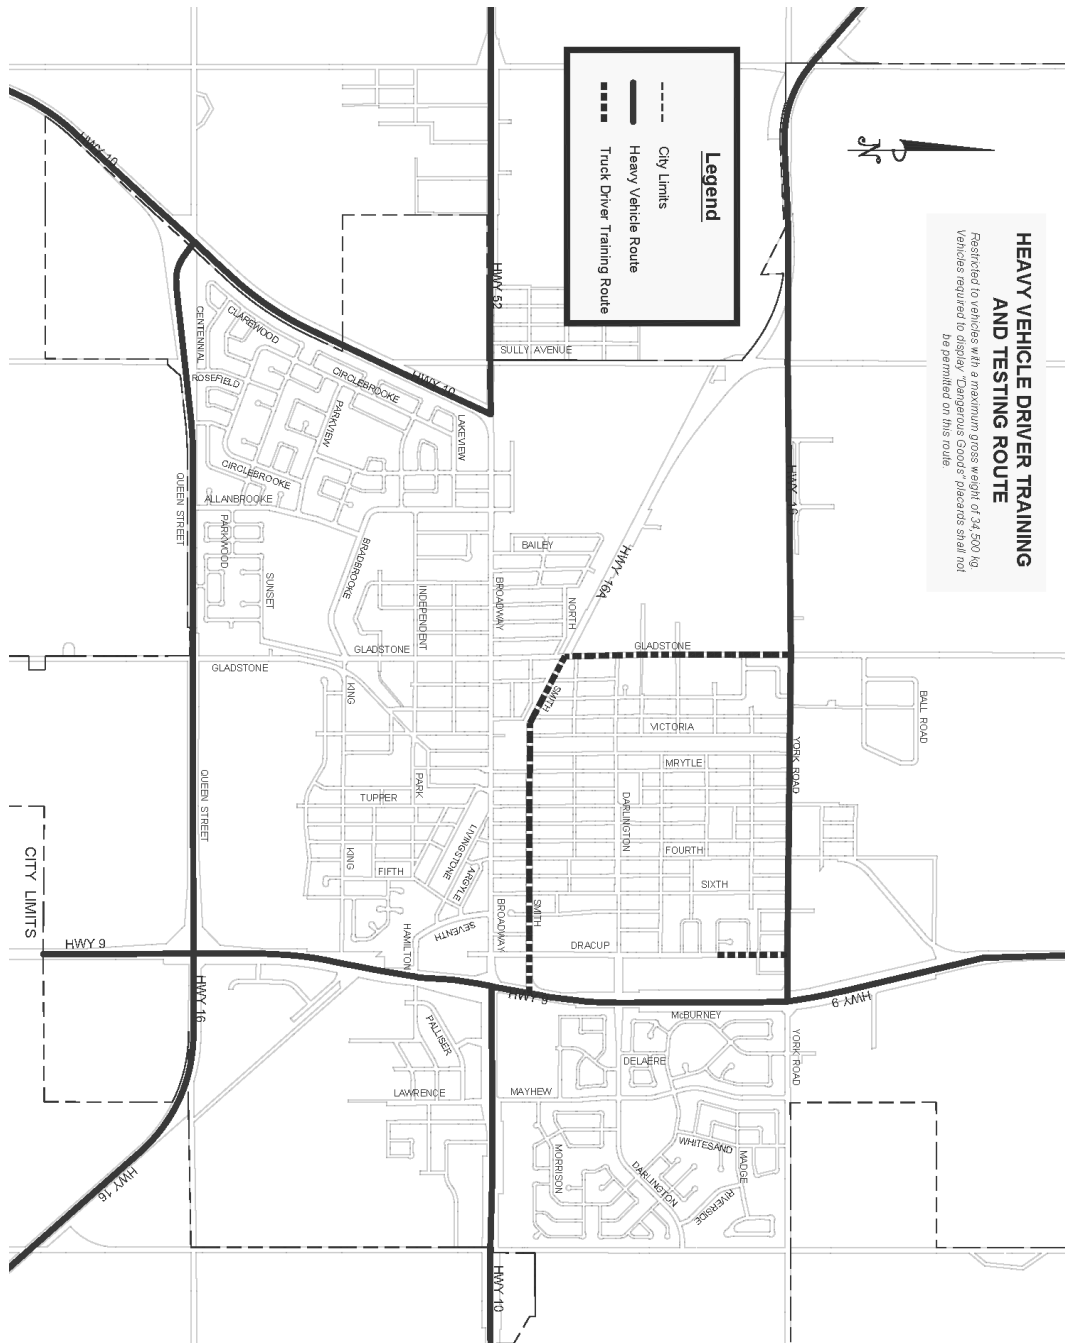 HEAVY VEHICLE DRIVER TRAINING
AND TESTING ROUTE
Restricted to vehicles with a maximum gross weight of 34,500 kg.
Vehicles required to display "Dangerous Goods" placards shall not
be permitted on this route.
N
Legend
City Limits
Heavy Vehicle Route
Truck Driver Training Route
HWY 10
HWY 52
SULLY AVENUE
CENTENNIAL
CLAREWOOD
CIRCLEBROOKE
HWY 10
ROSEFIELD
PARKVIEW
LAKEVIEW
CIRCLEBROOKE
ALLANBROOKE
QUEEN STREET
PARKWOOD
SUNSET
BRADBROOKE
INDEPENDENT
BROADWAY
BAILEY
NORTH
HWY 16A
HWY 16
GLADSTONE
GLADSTONE
GLADSTONE
KING
SMITH
VICTORIA
BALL ROAD
MRYTLE
YORK ROAD
QUEEN STREET
TUPPER
PARK
DARLINGTON
LIVINGSTONE
ARGYLE
KING
FIFTH
FOURTH
SIXTH
CITY LIMITS
HWY 9
HAMILTON
SEVENTH
BROADWAY
SMITH
DRACUP
HWY 9
HWY 9
HWY 16
PALLISER
McBURNEY
DELAERE
YORK ROAD
LAWRENCE
MAYHEW
MORRISON
DARLINGTON
WHITESAND
MADGE
RIVERSIDE
HWY 16
HWY 10